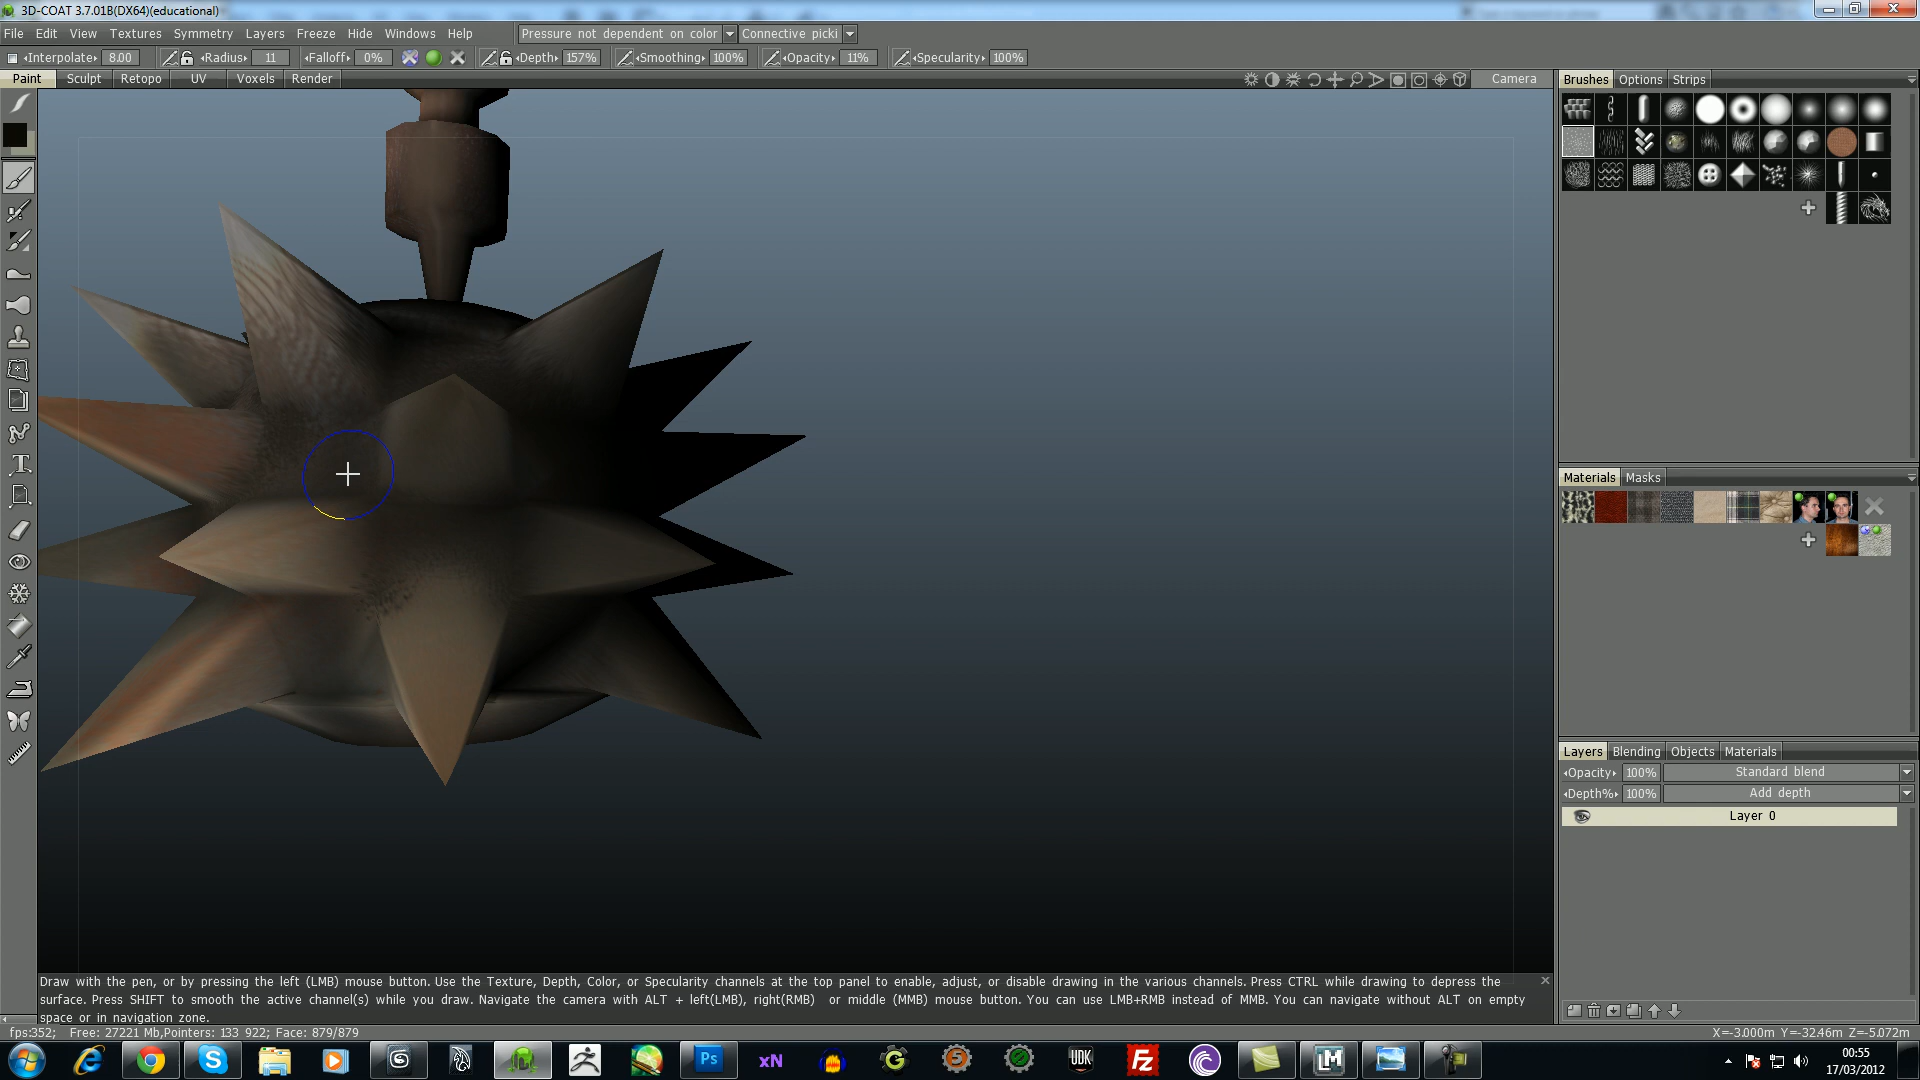 3D-COAT 3.7.01B(DX64)(educational)
File Edit View Textures Symmetry Layers Freeze Hide Windows Help Pressure not dependent on color Connective picki
Interpolate 8.00 Radius 11 Falloff 0% Depth 157% Smoothing 100% Opacity 11% Specularity 100%
Paint Sculpt Retopo UV Voxels Render Camera
Brushes Options Strips
Materials Masks
Layers Blending Objects Materials
Opacity 100% Standard blend
Depth% 100% Add depth
Layer 0
Draw with the pen, or by pressing the left (LMB) mouse button. Use the Texture, Depth, Color, or Specularity channels at the top panel to enable, adjust, or disable drawing in the various channels. Press CTRL while drawing to depress the
surface. Press SHIFT to smooth the active channel(s) while you draw. Navigate the camera with ALT + left(LMB), right(RMB) or middle (MMB) mouse button. You can use LMB+RMB instead of MMB. You can navigate without ALT on empty
space or in navigation zone.
fps:352; Free: 27221 Mb,Pointers: 133 922; Face: 879/879 X=-3.000m Y=-32.46m Z=-5.072m
Ps xN G 5 UDK Fz LM
00:55
17/03/2012